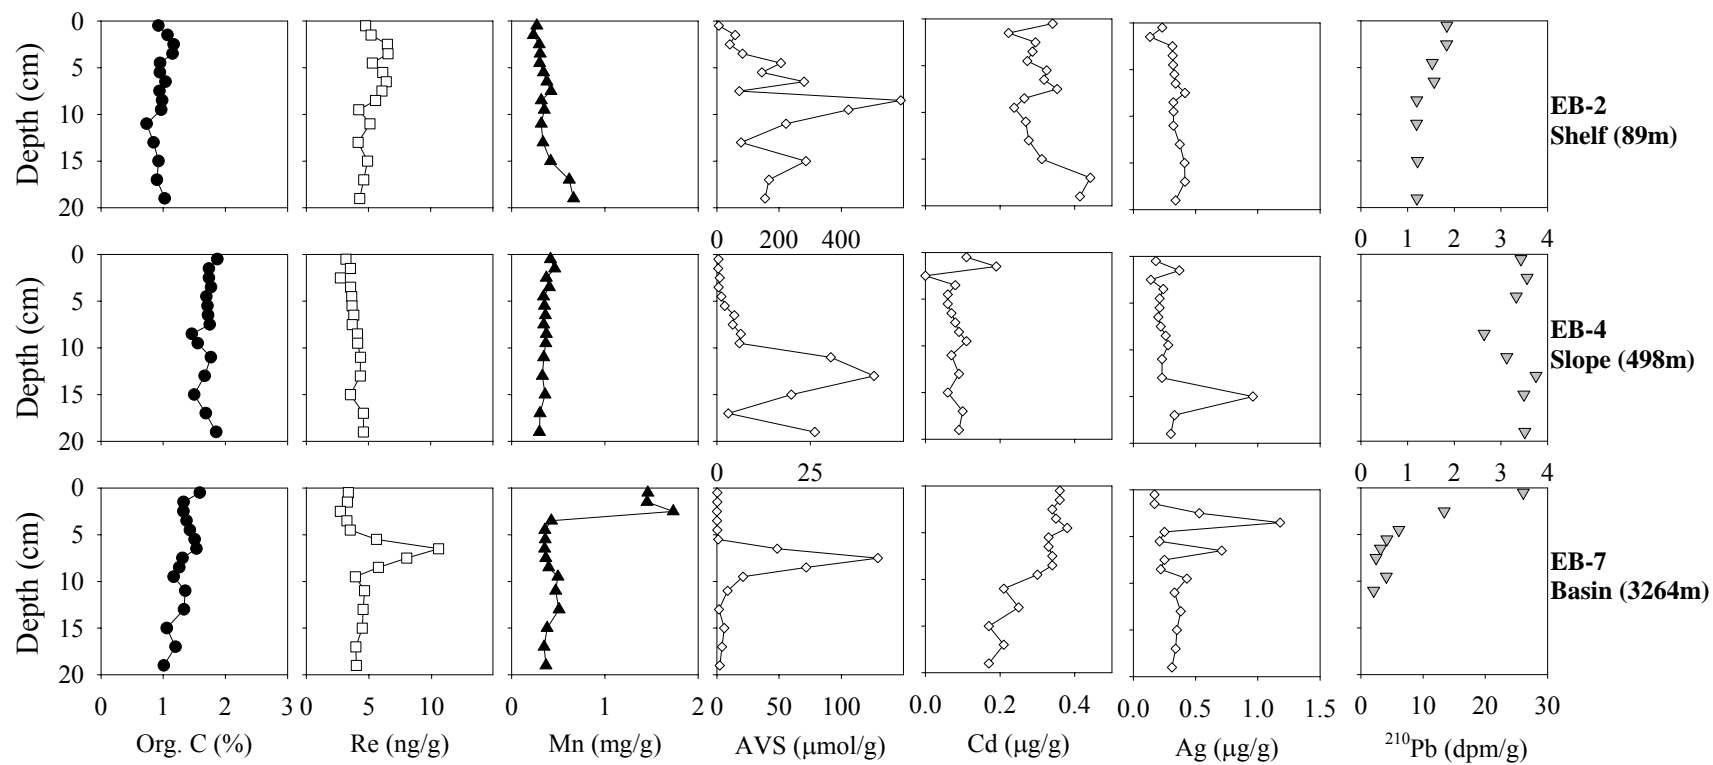 0
5
10
15
20
Depth (cm)
EB-2
Shelf (89m)
0 200 400
0 1 2 3 4
0
5
10
15
20
Depth (cm)
EB-4
Slope (498m)
0 25
0 1 2 3 4
0
5
10
15
20
Depth (cm)
EB-7
Basin (3264m)
0 1 2 3
0 5 10
0 1 2
0 50 100
0.0 0.2 0.4
0.0 0.5 1.0 1.5
0 10 20 30
Org. C (%)
Re (ng/g)
Mn (mg/g)
AVS (μmol/g)
Cd (μg/g)
Ag (μg/g)
²¹⁰Pb (dpm/g)